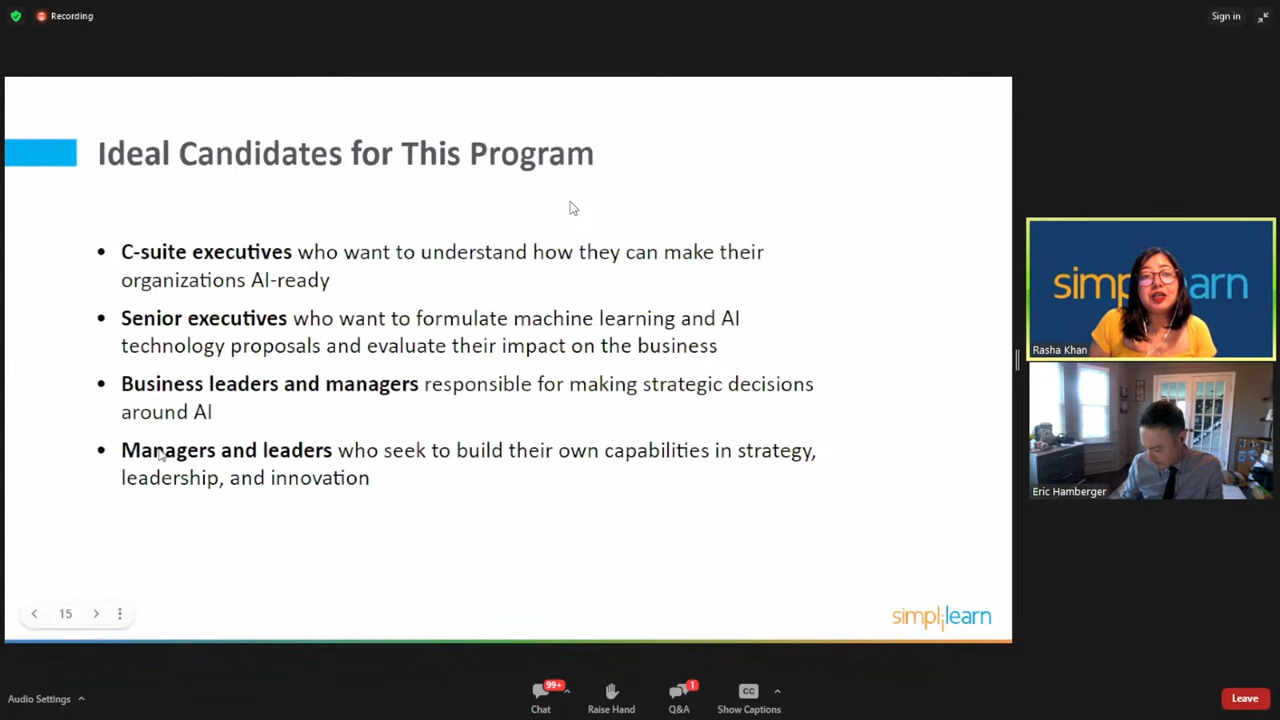 Recording
Sign in
Ideal Candidates for This Program
• C-suite executives who want to understand how they can make their
organizations AI-ready
• Senior executives who want to formulate machine learning and AI
technology proposals and evaluate their impact on the business
• Business leaders and managers responsible for making strategic decisions
around AI
• Managers and leaders who seek to build their own capabilities in strategy,
leadership, and innovation
15
simplilearn
Rasha Khan
Eric Hamberger
Audio Settings
99+
Chat
Raise Hand
1
Q&A
CC
Show Captions
Leave